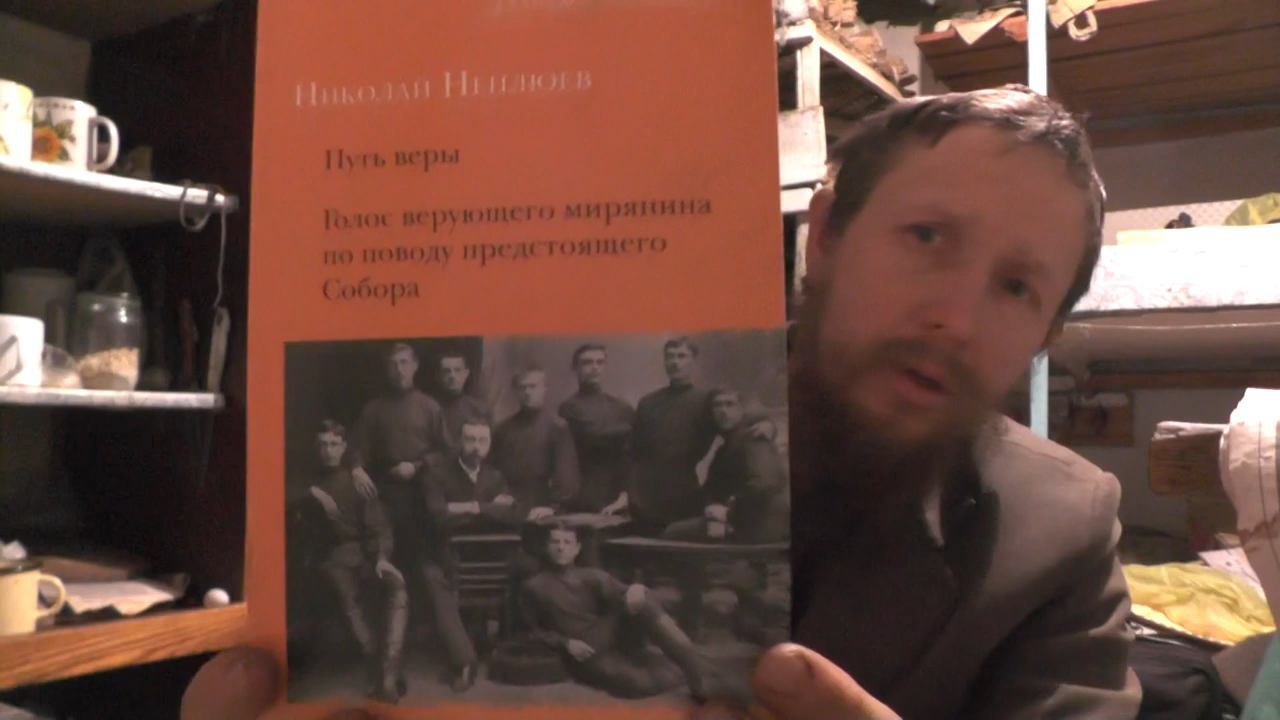 Николай Неплюев
Путь веры
Голос верующего мирянина
по поводу предстоящего
Собора